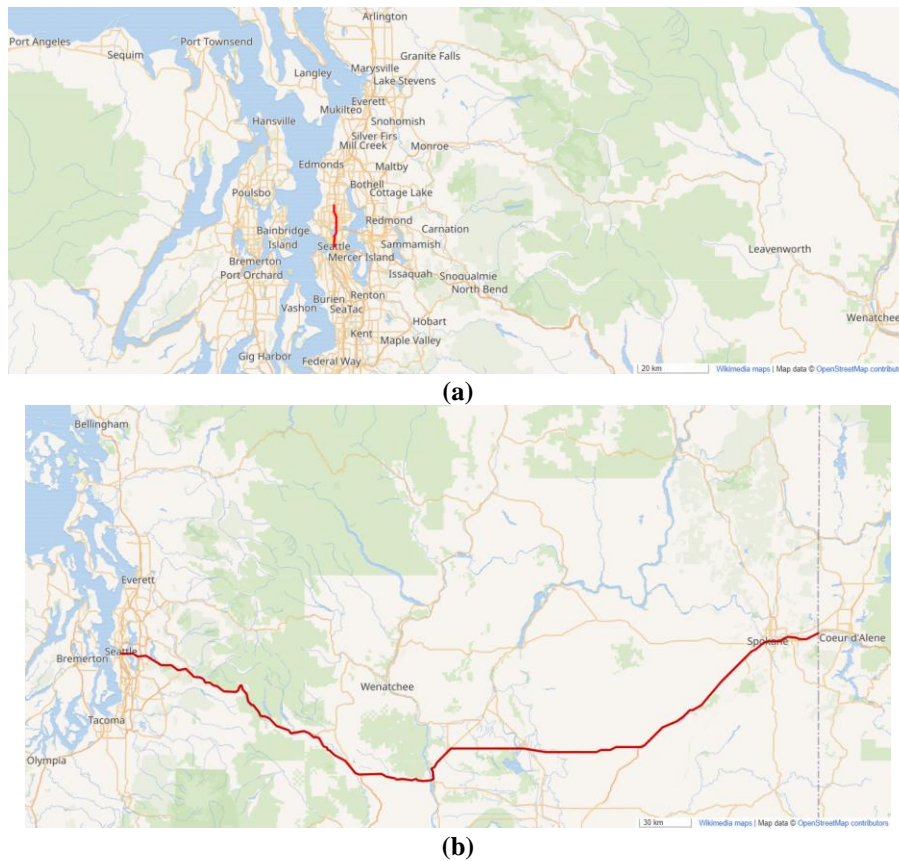 Arlington
Port Angeles
Port Townsend
Sequim
Granite Falls
Marysville
Langley
Lake Stevens
Everett
Mukilteo
Hansville
Snohomish
Silver Firs
Mill Creek
Monroe
Edmonds
Maltby
Bothell
Poulsbo
Cottage Lake
Redmond
Bainbridge
Island
Carnation
Seattle
Sammamish
Leavenworth
Mercer Island
Bremerton
Issaquah
Port Orchard
Snoqualmie
North Bend
Burien
Renton
Vashon
SeaTac
Hobart
Wenatchee
Kent
Maple Valley
Gig Harbor
Federal Way
20 km
Wikimedia maps | Map data © OpenStreetMap contributors
(a)
Bellingham
Everett
Spokane
Coeur d'Alene
Seattle
Bremerton
Wenatchee
Tacoma
Olympia
30 km
Wikimedia maps | Map data © OpenStreetMap contributors
(b)